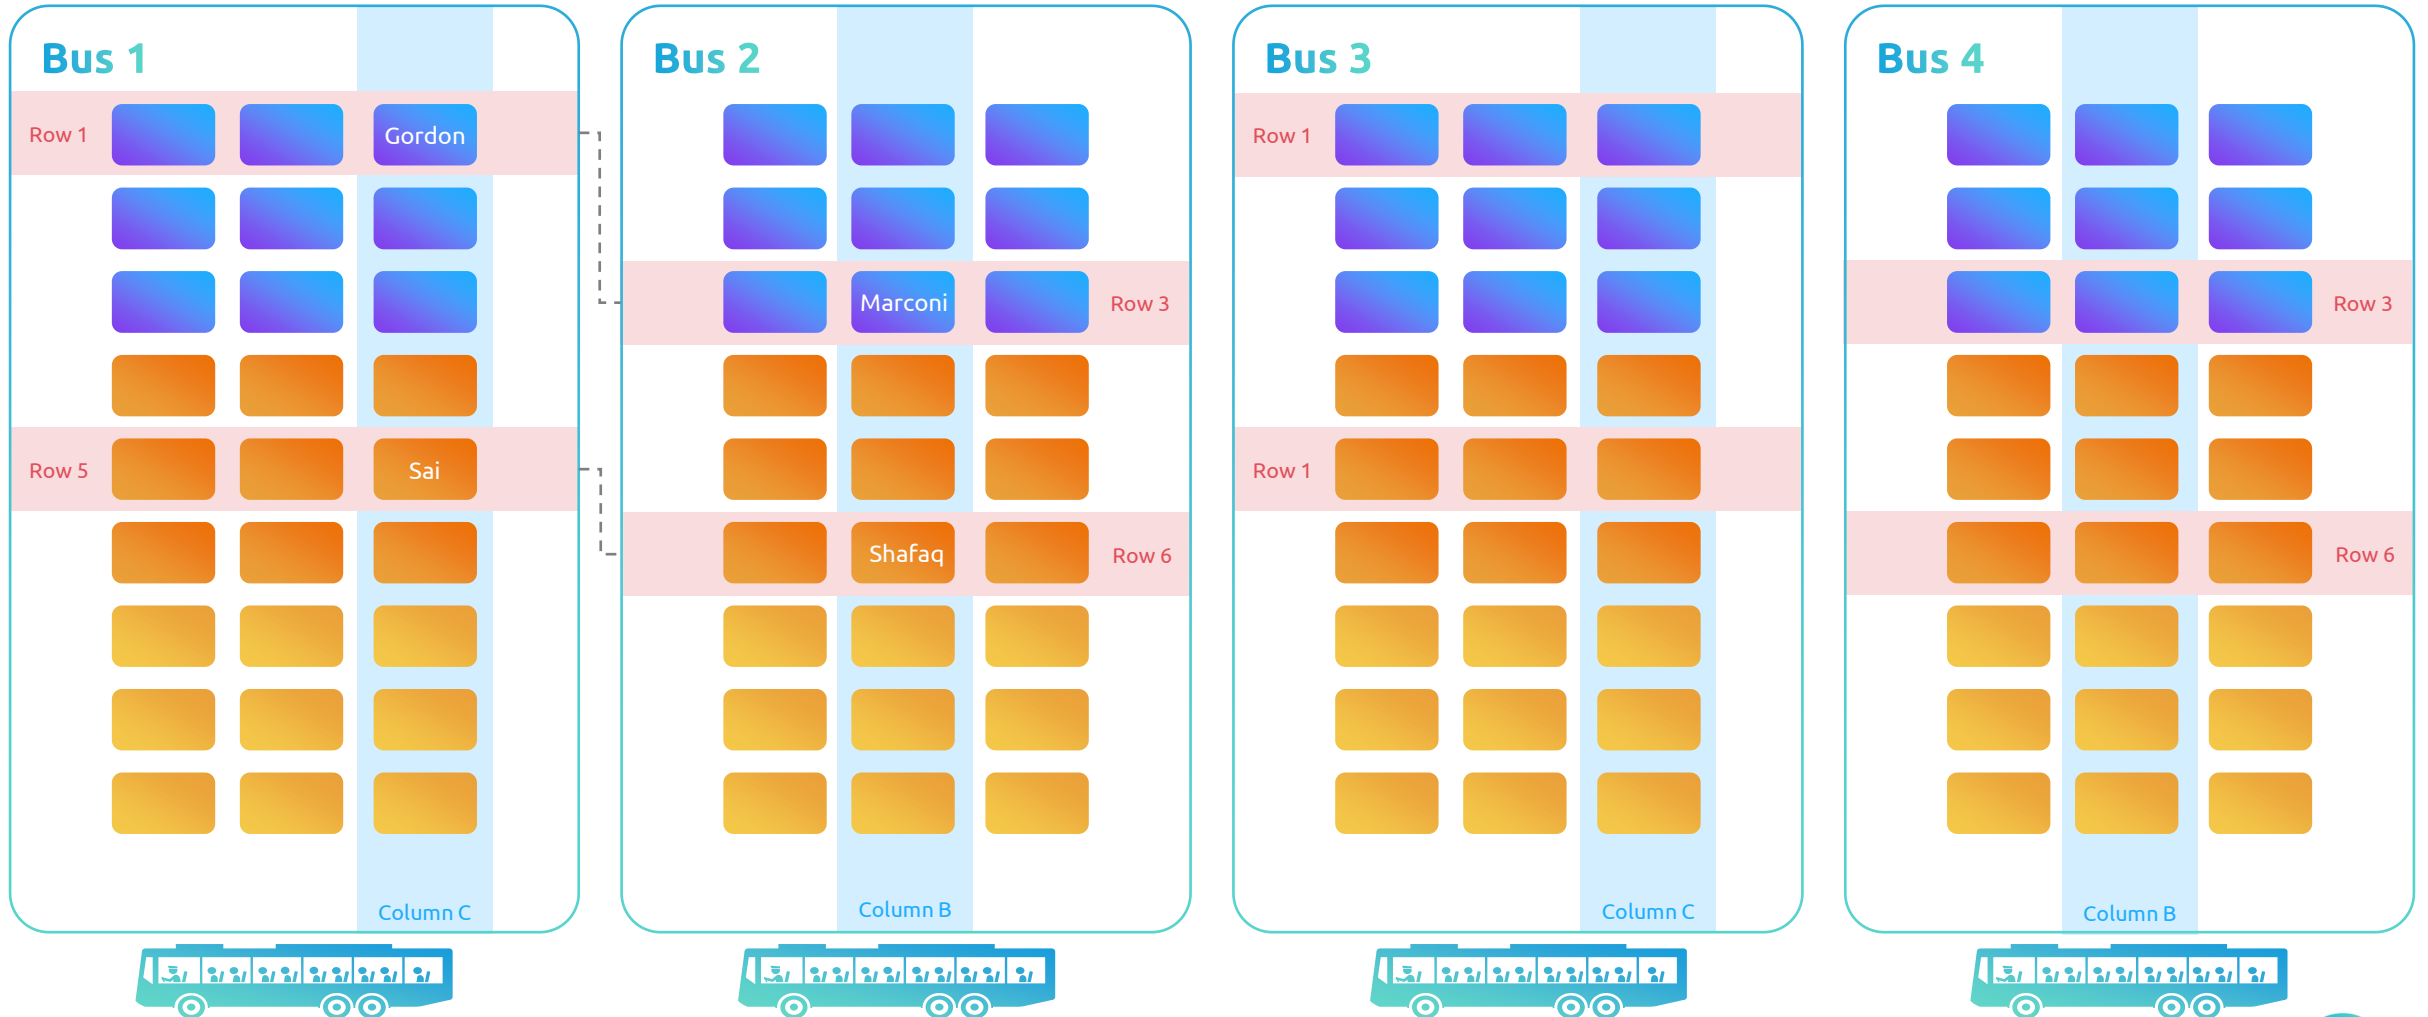 Bus 1
Row 1
Gordon
Row 5
Sai
Column C
Bus 2
Marconi
Row 3
Shafaq
Row 6
Column B
Bus 3
Row 1
Row 1
Column C
Bus 4
Row 3
Row 6
Column B